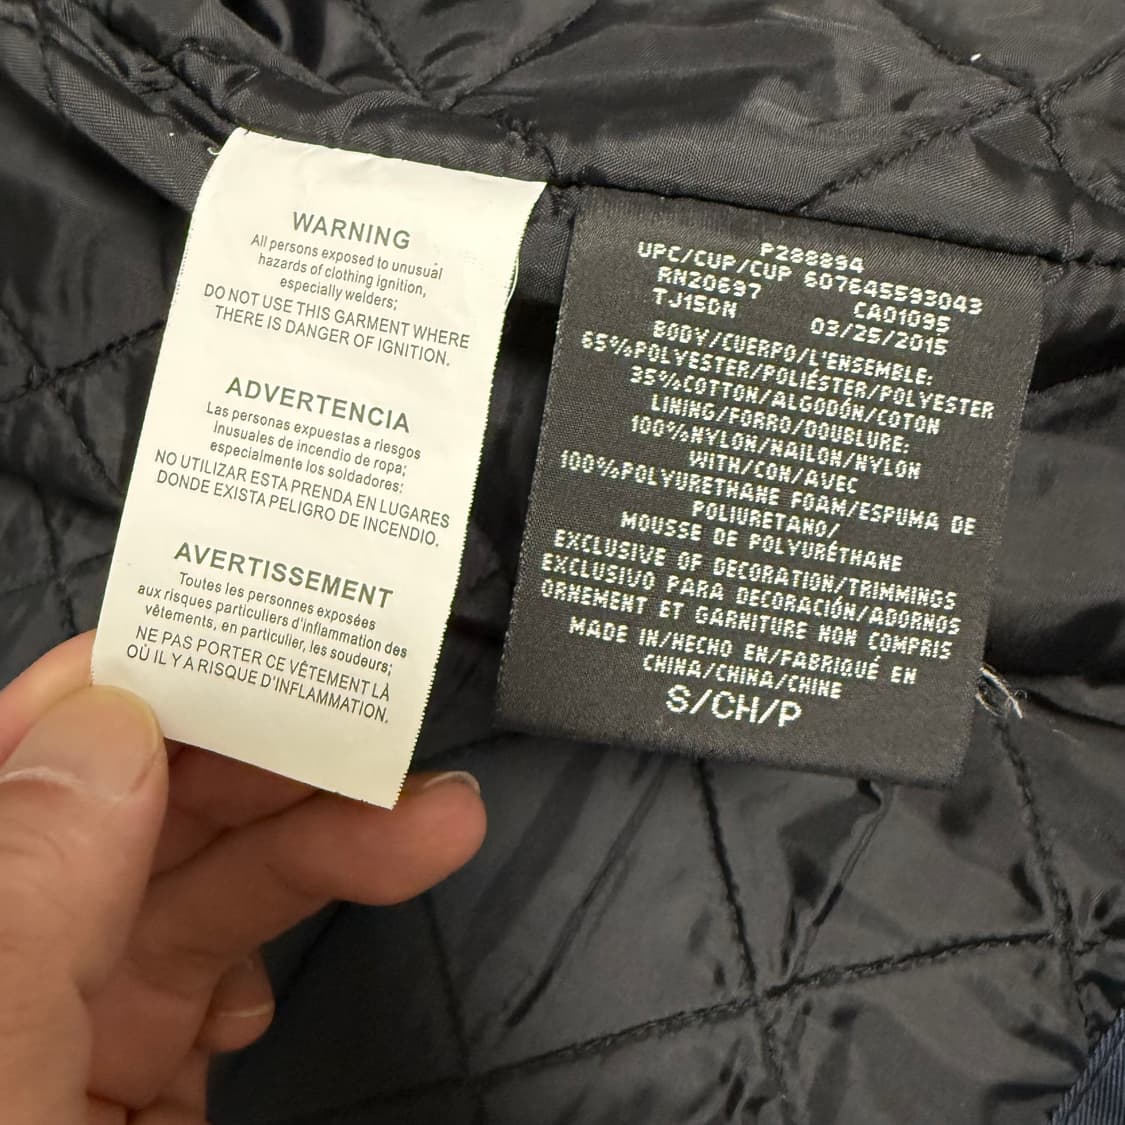 WARNING
All persons exposed to unusual
hazards of clothing ignition,
especially welders;
DO NOT USE THIS GARMENT WHERE
THERE IS DANGER OF IGNITION.
ADVERTENCIA
Las personas expuestas a riesgos
inusuales de incendio de ropa;
especialmente los soldadores:
NO UTILIZAR ESTA PRENDA EN LUGARES
DONDE EXISTA PELIGRO DE INCENDIO.
AVERTISSEMENT
Toutes les personnes exposées
aux risques particuliers d'inflammation des
vêtements, en particulier, les soudeurs;
NE PAS PORTER CE VÊTEMENT LÀ
OÙ IL Y A RISQUE D'INFLAMMATION.
P288894
UPC/CUP/CUP 607645593043
RN20697 CA01095
TJ15DN 03/25/2015
BODY/CUERPO/L'ENSEMBLE:
65%POLYESTER/POLIÉSTER/POLYESTER
35%COTTON/ALGODÓN/COTON
LINING/FORRO/DOUBLURE:
100%NYLON/NAILON/NYLON
WITH/CON/AVEC
100%POLYURETHANE FOAM/ESPUMA DE
POLIURETANO/
MOUSSE DE POLYURÉTHANE
EXCLUSIVE OF DECORATION/TRIMMINGS
EXCLUSIVO PARA DECORACIÓN/ADORNOS
ORNEMENT ET GARNITURE NON COMPRIS
MADE IN/HECHO EN/FABRIQUÉ EN
CHINA/CHINA/CHINE
S/CH/P